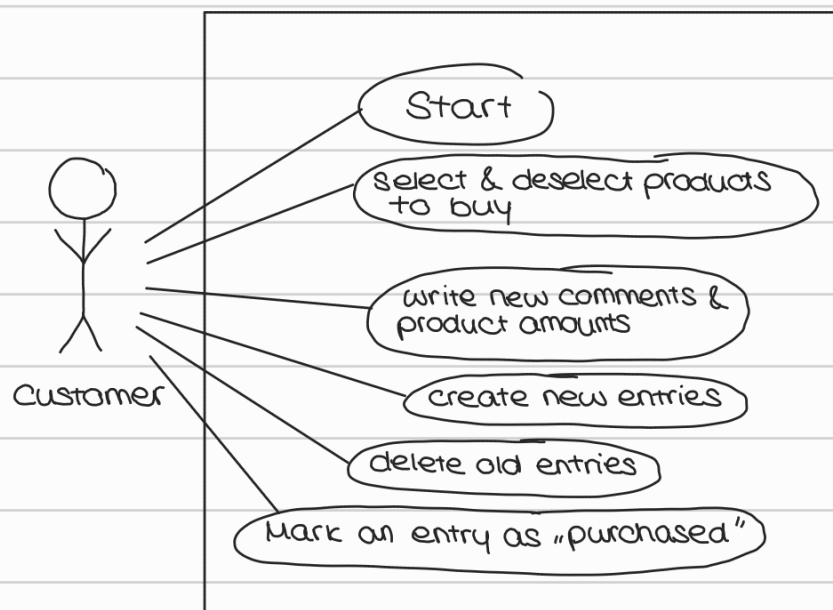 Start
select & deselect products
to buy
write new comments &
product amounts
create new entries
delete old entries
Mark an entry as „purchased"
Customer